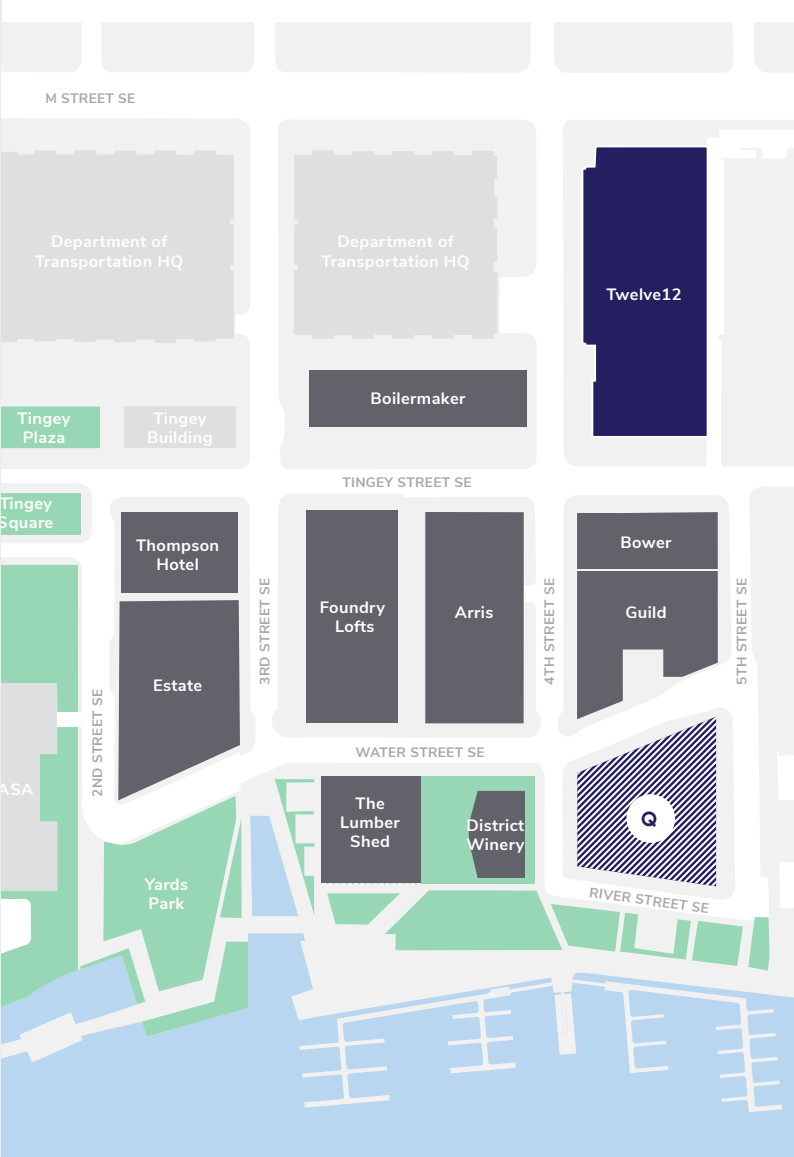 M STREET SE
Department of
Transportation HQ
Department of
Transportation HQ
Twelve12
Boilermaker
Tingey
Plaza
Tingey
Building
TINGEY STREET SE
Tingey
Square
Thompson
Hotel
Foundry
Lofts
Arris
Bower
Guild
3RD STREET SE
4TH STREET SE
5TH STREET SE
Estate
2ND STREET SE
WATER STREET SE
ASA
The
Lumber
Shed
District
Winery
Q
Yards
Park
RIVER STREET SE